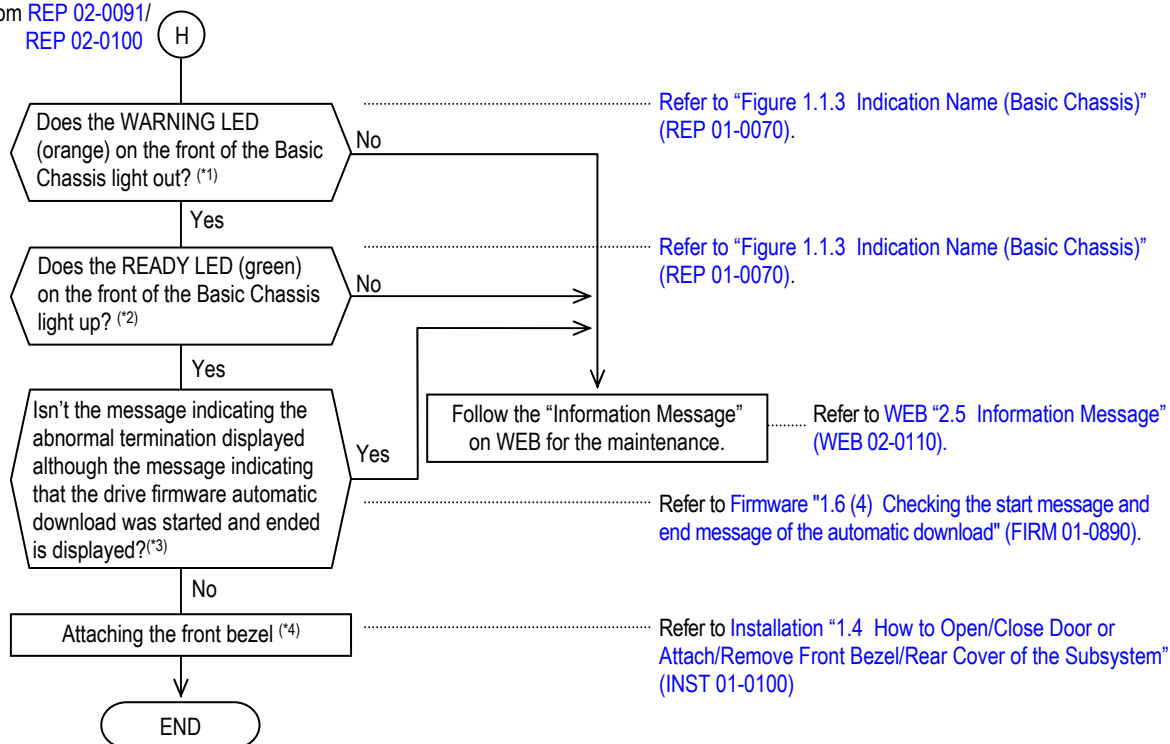 om REP 02-0091/
REP 02-0100
H
Does the WARNING LED
(orange) on the front of the Basic
Chassis light out? (*1)
No
Refer to “Figure 1.1.3 Indication Name (Basic Chassis)”
(REP 01-0070).
Yes
Does the READY LED (green)
on the front of the Basic Chassis
light up? (*2)
No
Refer to “Figure 1.1.3 Indication Name (Basic Chassis)”
(REP 01-0070).
Yes
Isn’t the message indicating the
abnormal termination displayed
although the message indicating
that the drive firmware automatic
download was started and ended
is displayed?(*3)
Yes
Follow the “Information Message”
on WEB for the maintenance.
Refer to WEB “2.5 Information Message”
(WEB 02-0110).
Refer to Firmware "1.6 (4) Checking the start message and
end message of the automatic download" (FIRM 01-0890).
No
Attaching the front bezel (*4)
Refer to Installation “1.4 How to Open/Close Door or
Attach/Remove Front Bezel/Rear Cover of the Subsystem”
(INST 01-0100)
END